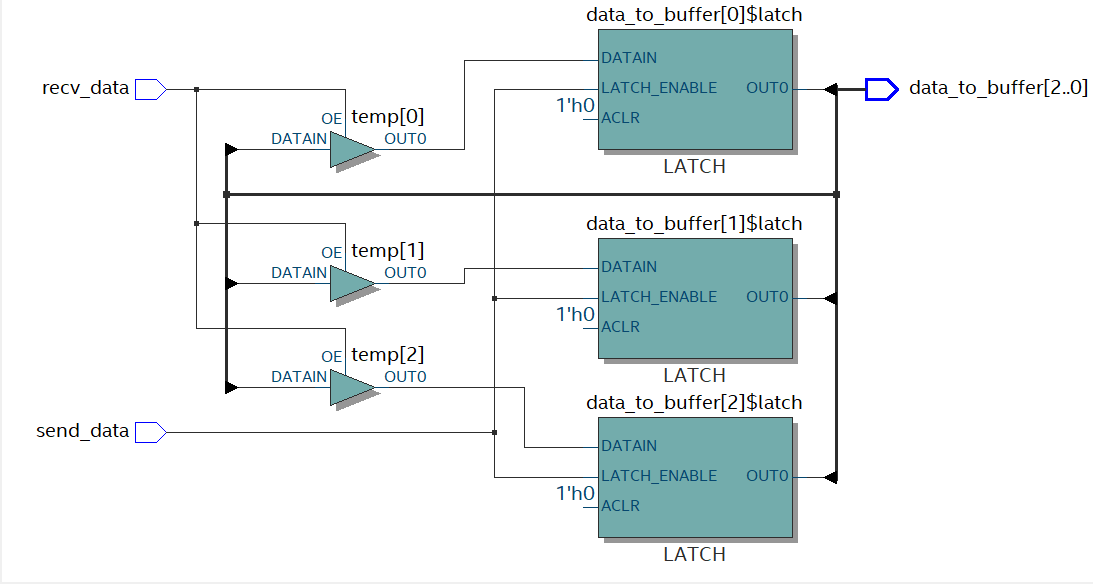 data_to_buffer[0]$latch
DATAIN
recv_data
LATCH_ENABLE
OUT0
data_to_buffer[2..0]
1'h0
ACLR
OE
temp[0]
DATAIN
OUT0
LATCH
data_to_buffer[1]$latch
OE
temp[1]
DATAIN
OUT0
DATAIN
LATCH_ENABLE
OUT0
1'h0
ACLR
OE
temp[2]
DATAIN
OUT0
LATCH
data_to_buffer[2]$latch
send_data
DATAIN
LATCH_ENABLE
OUT0
1'h0
ACLR
LATCH